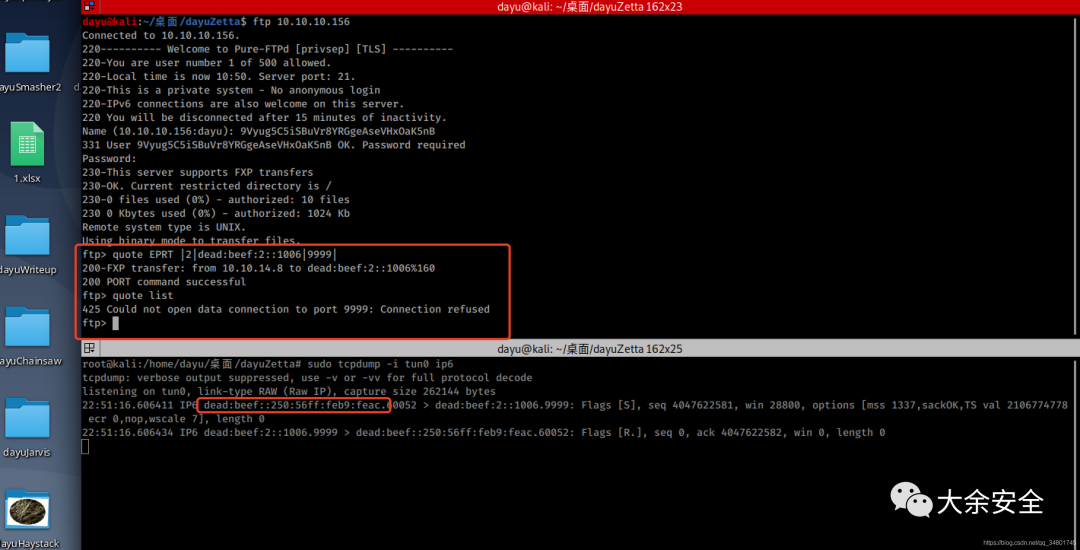 dayu@kali: ~/桌面/dayuZetta 162x23
dayu@kali:~/桌面/dayuZetta$ ftp 10.10.10.156
Connected to 10.10.10.156.
220---------- Welcome to Pure-FTPd [privsep] [TLS] ----------
220-You are user number 1 of 500 allowed.
220-Local time is now 10:50. Server port: 21.
220-This is a private system - No anonymous login
220-IPv6 connections are also welcome on this server.
220 You will be disconnected after 15 minutes of inactivity.
Name (10.10.10.156:dayu): 9Vyug5C5iSBuVr8YRGgeAseVHxOaK5nB
331 User 9Vyug5C5iSBuVr8YRGgeAseVHxOaK5nB OK. Password required
Password:
230-This server supports FXP transfers
230-OK. Current restricted directory is /
230-0 files used (0%) - authorized: 10 files
230 0 Kbytes used (0%) - authorized: 1024 Kb
Remote system type is UNIX.
Using binary mode to transfer files.
ftp> quote EPRT |2|dead:beef:2::1006|9999|
200-FXP transfer: from 10.10.14.8 to dead:beef:2::1006%160
200 PORT command successful
ftp> quote list
425 Could not open data connection to port 9999: Connection refused
ftp>
dayu@kali: ~/桌面/dayuZetta 162x25
root@kali:/home/dayu/桌面/dayuZetta# sudo tcpdump -i tun0 ip6
tcpdump: verbose output suppressed, use -v or -vv for full protocol decode
listening on tun0, link-type RAW (Raw IP), capture size 262144 bytes
22:51:16.606411 IP6 dead:beef::250:56ff:feb9:feac.60052 > dead:beef:2::1006.9999: Flags [S], seq 4047622581, win 28800, options [mss 1337,sackOK,TS val 2106774778
ecr 0,nop,wscale 7], length 0
22:51:16.606434 IP6 dead:beef:2::1006.9999 > dead:beef::250:56ff:feb9:feac.60052: Flags [R.], seq 0, ack 4047622582, win 0, length 0
ayuSmasher2
d
1.xlsx
dayuWriteup
dayuChainsaw
dayuJarvis
ayuHaystack
大余安全
https://blog.csdn.net/qq_34801745